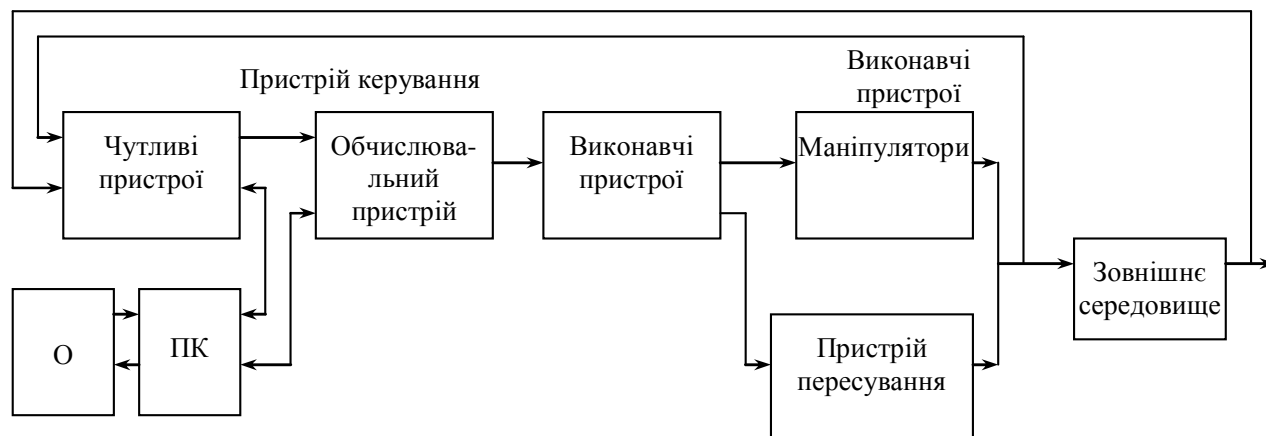 Пристрій керування
Виконавчі
пристрої
Чутливі
пристрої
Обчислюва-
льний
пристрій
Виконавчі
пристрої
Маніпулятори
Зовнішнє
середовище
О
ПК
Пристрій
пересування